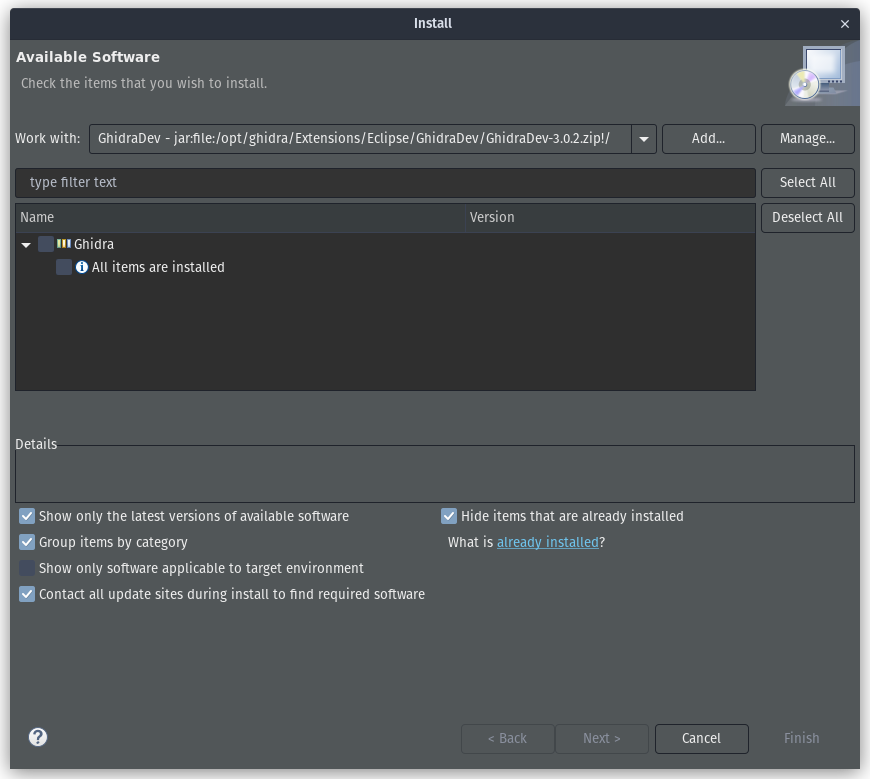 Install
Available Software
Check the items that you wish to install.
Work with: GhidraDev - jar:file:/opt/ghidra/Extensions/Eclipse/GhidraDev/GhidraDev-3.0.2.zip!/ Add... Manage...
type filter text Select All
Name Version Deselect All
Ghidra
All items are installed
Details
Show only the latest versions of available software Hide items that are already installed
Group items by category What is already installed?
Show only software applicable to target environment
Contact all update sites during install to find required software
? < Back Next > Cancel Finish